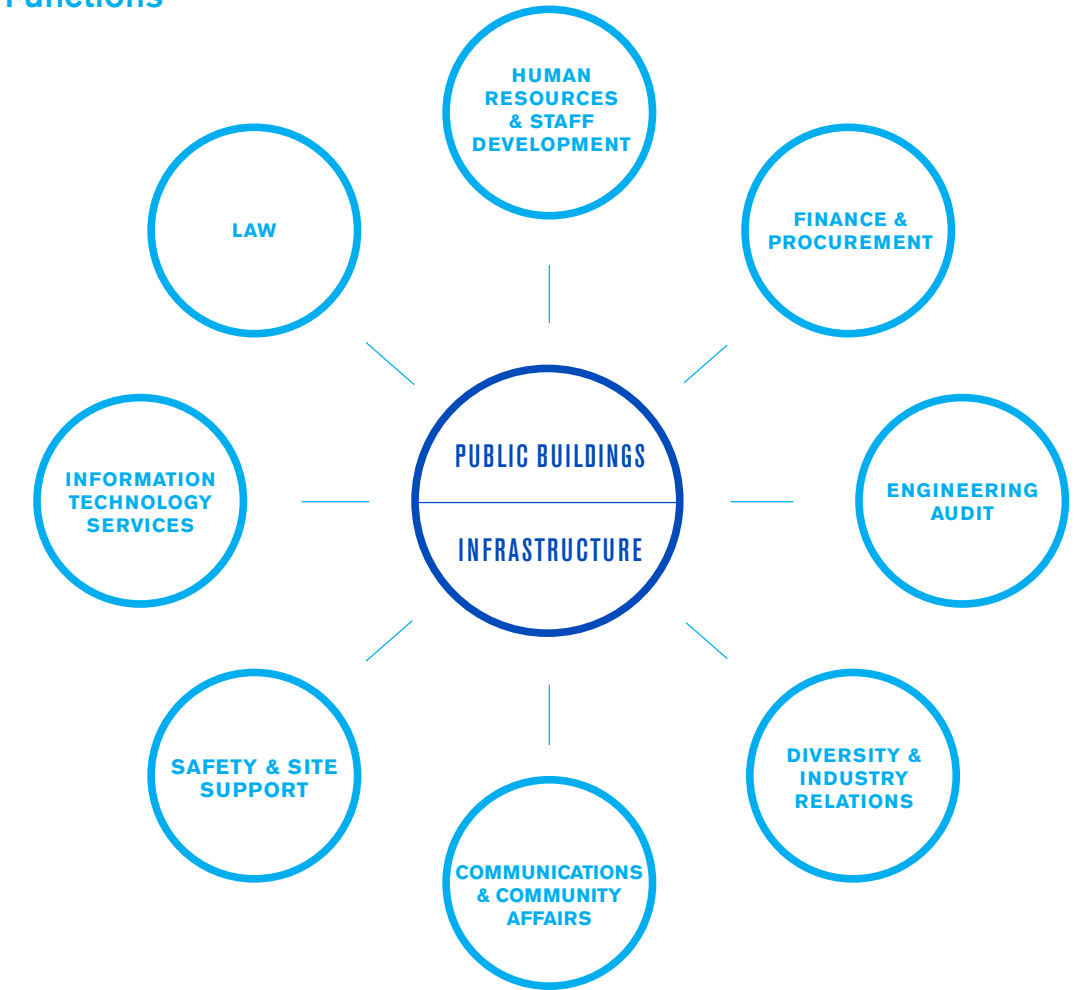 Functions
HUMAN
RESOURCES
& STAFF
DEVELOPMENT
LAW
FINANCE &
PROCUREMENT
PUBLIC BUILDINGS
INFRASTRUCTURE
INFORMATION
TECHNOLOGY
SERVICES
ENGINEERING
AUDIT
SAFETY & SITE
SUPPORT
DIVERSITY &
INDUSTRY
RELATIONS
COMMUNICATIONS
& COMMUNITY
AFFAIRS